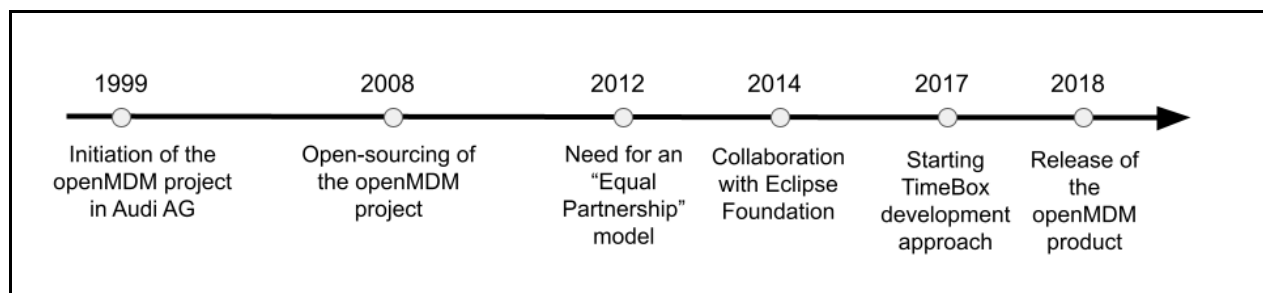 1999
Initiation of the
openMDM project
in Audi AG
2008
Open-sourcing of
the openMDM
project
2012
Need for an
“Equal
Partnership”
model
2014
Collaboration
with Eclipse
Foundation
2017
Starting
TimeBox
development
approach
2018
Release of
the
openMDM
product